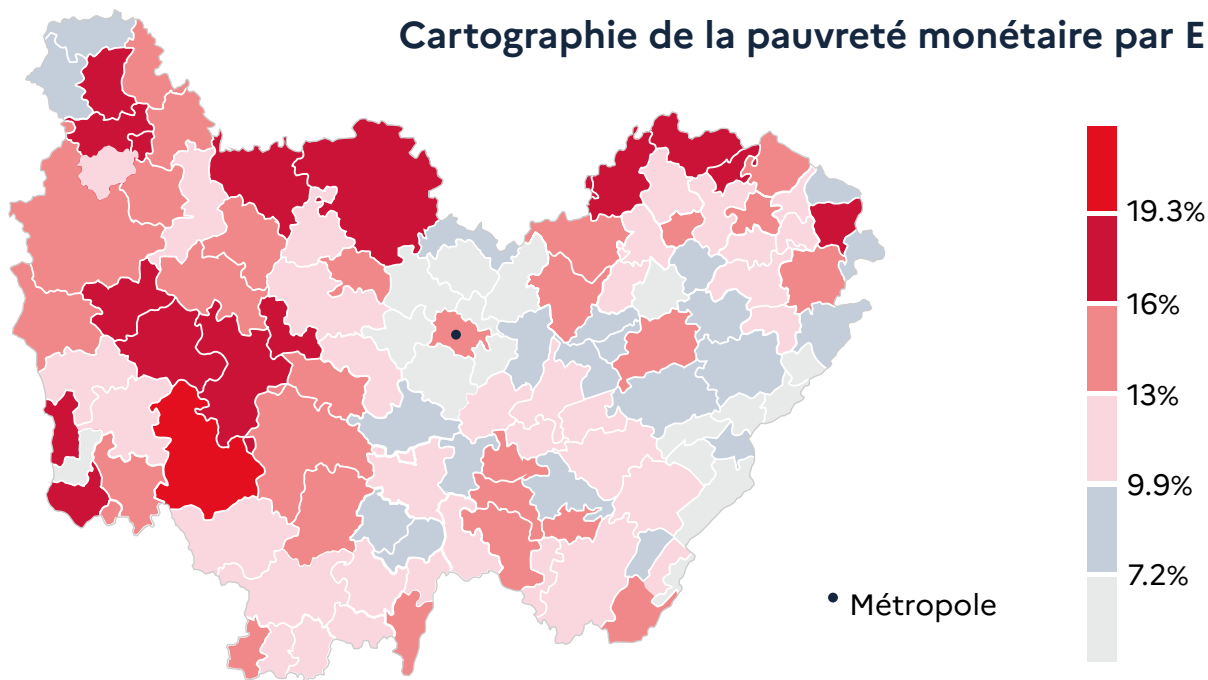 Cartographie de la pauvreté monétaire par E
19.3%
16%
13%
9.9%
7.2%
Métropole